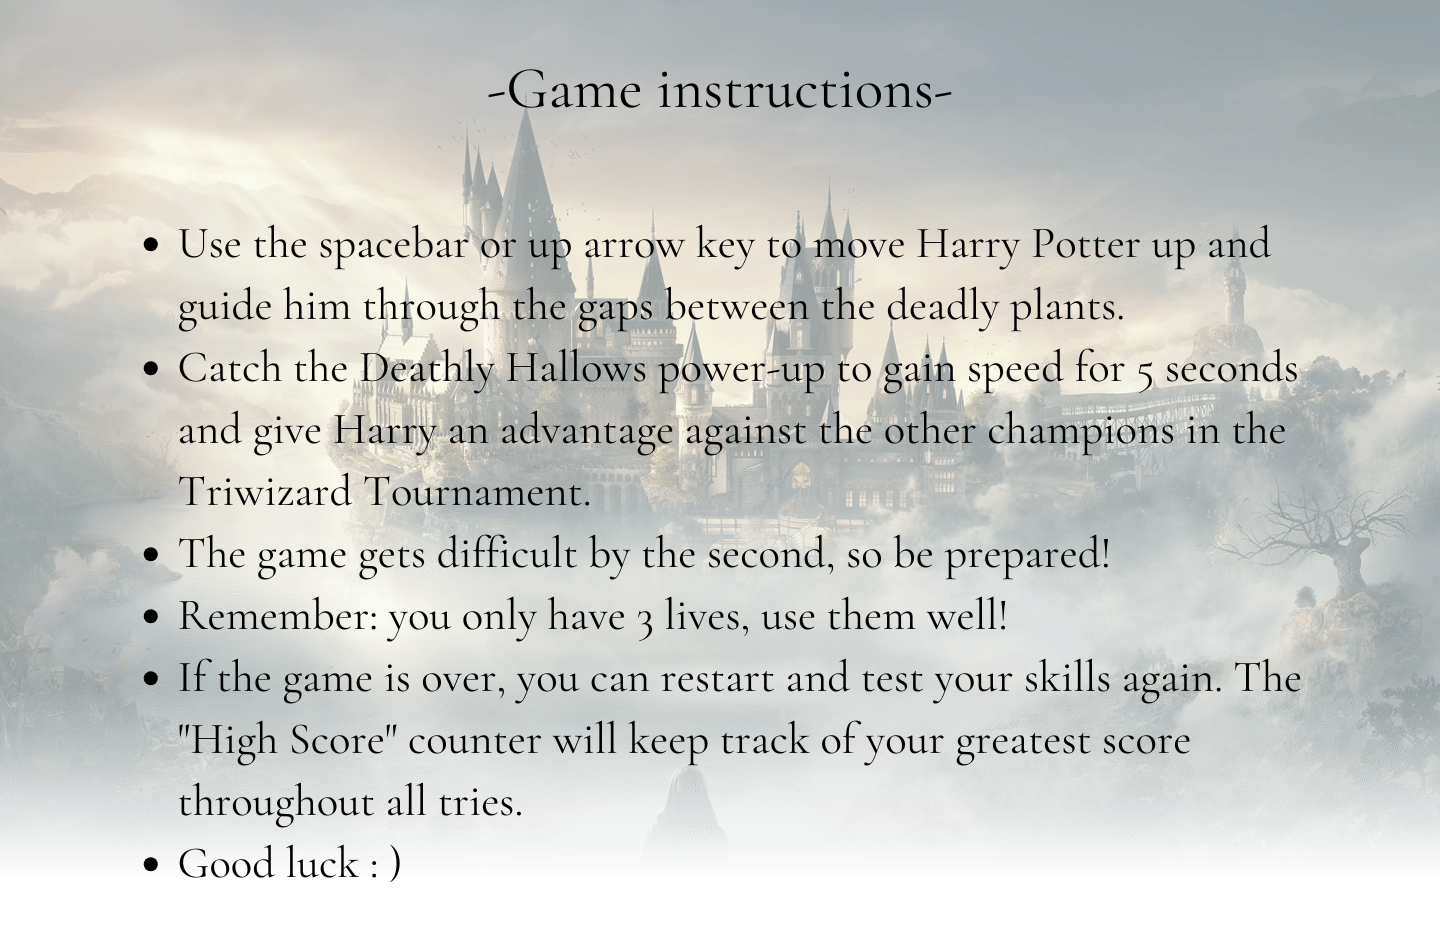 -Game instructions-
• Use the spacebar or up arrow key to move Harry Potter up and
guide him through the gaps between the deadly plants.
• Catch the Deathly Hallows power-up to gain speed for 5 seconds
and give Harry an advantage against the other champions in the
Triwizard Tournament.
• The game gets difficult by the second, so be prepared!
• Remember: you only have 3 lives, use them well!
• If the game is over, you can restart and test your skills again. The
"High Score" counter will keep track of your greatest score
throughout all tries.
• Good luck : )